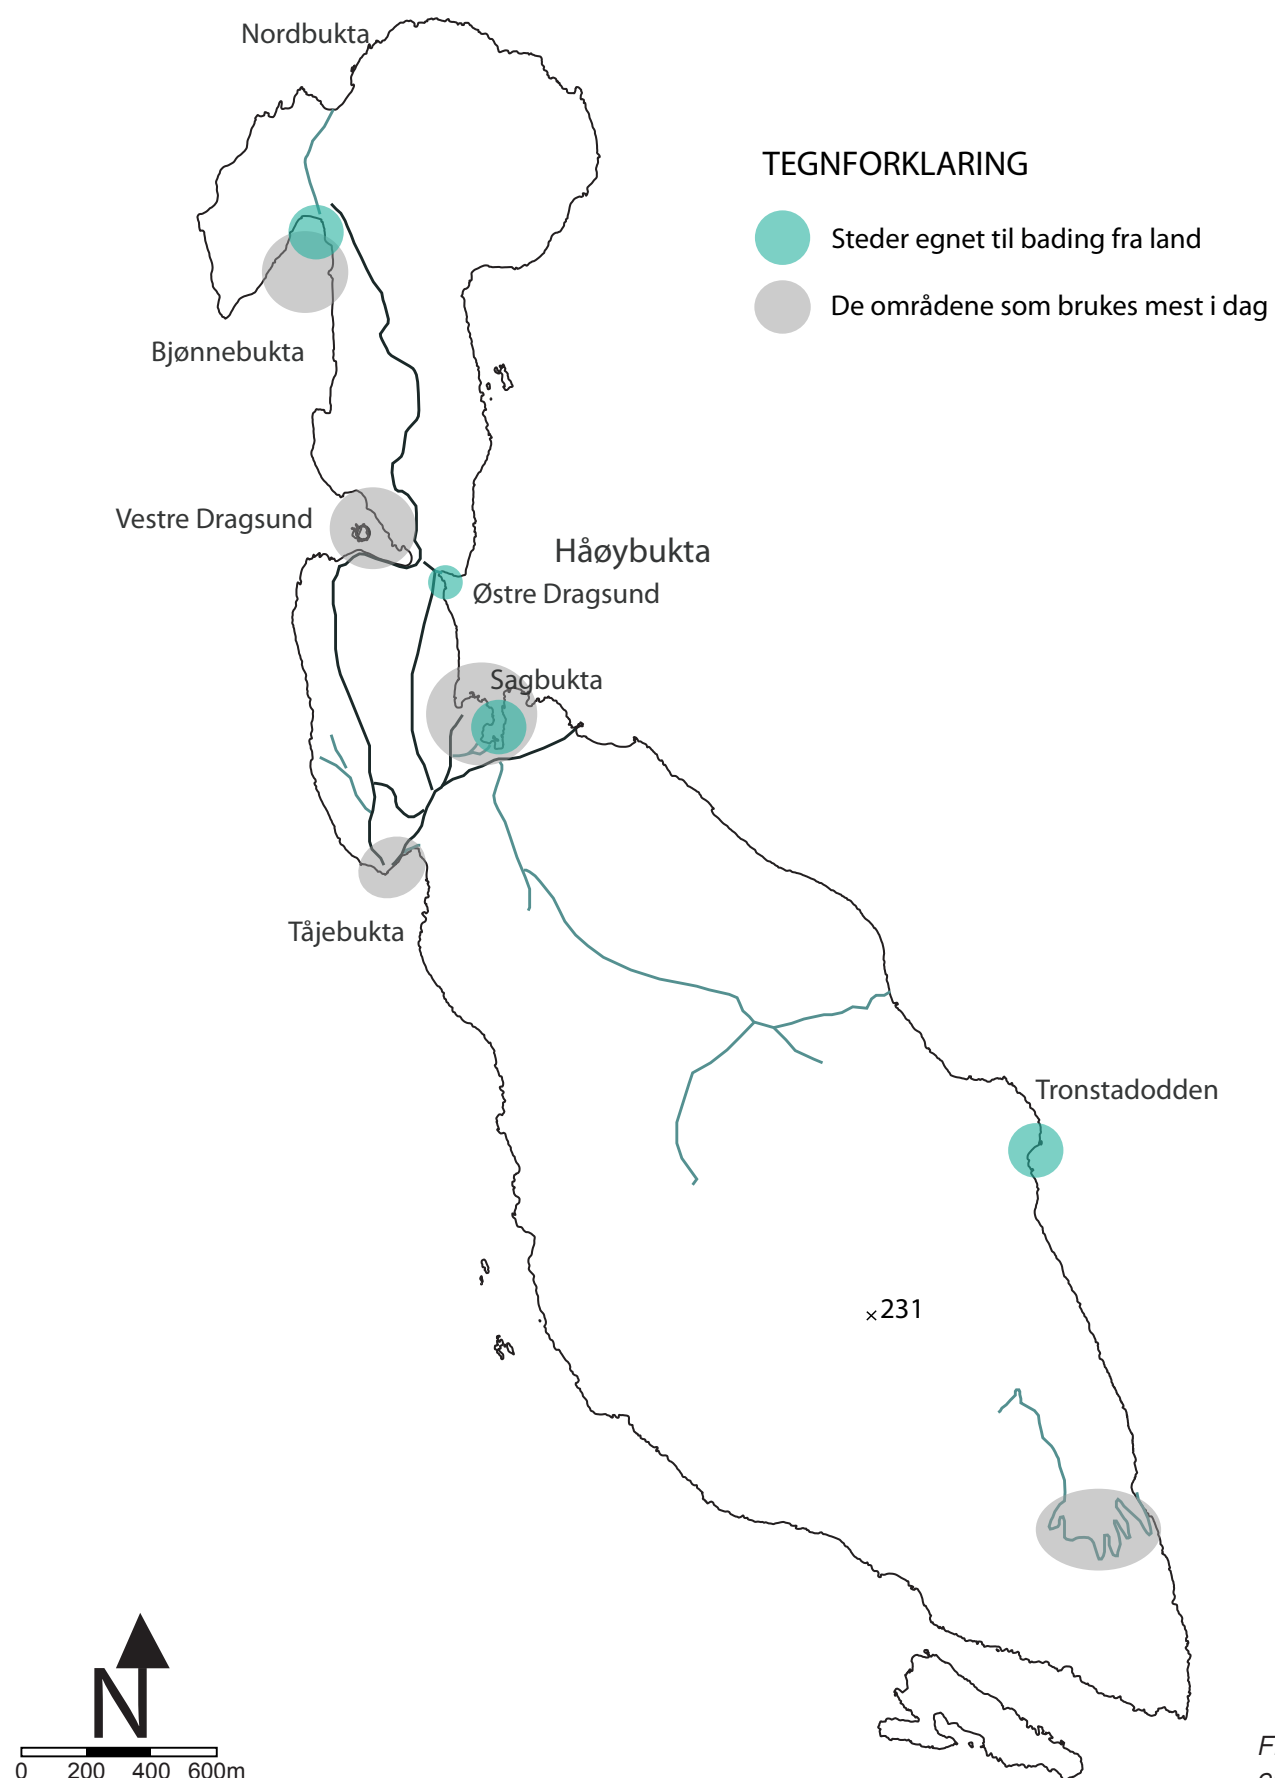 Nordbukta
TEGNFORKLARING
Steder egnet til bading fra land
De områdene som brukes mest i dag
Bjønnebukta
Vestre Dragsund
Håøybukta
Østre Dragsund
Sagbukta
Tåjebukta
Tronstadodden
×231
N
0 200 400 600m